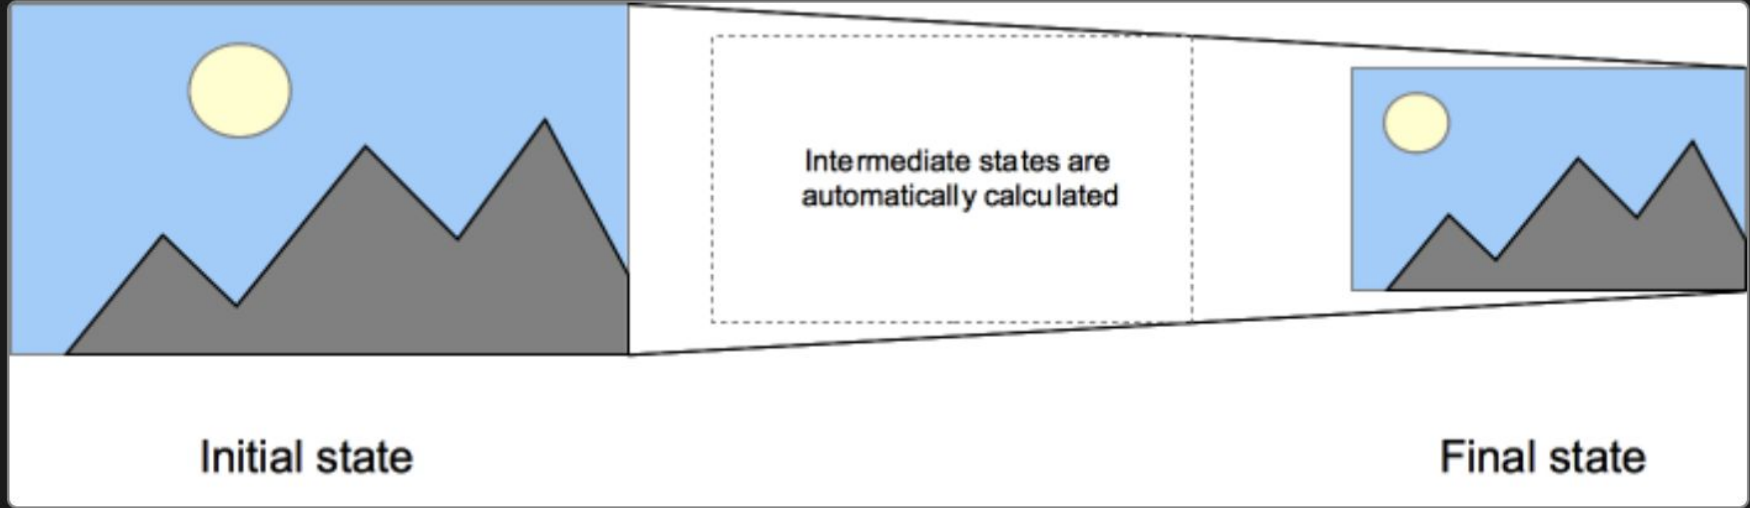 Intermediate states are
automatically calculated
Initial state
Final state